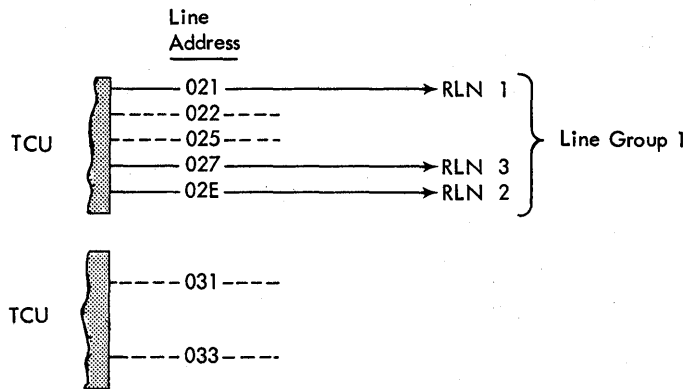 Line
Address
021 RLN 1
022
TCU 025 Line Group 1
027 RLN 3
02E RLN 2
031
TCU
033